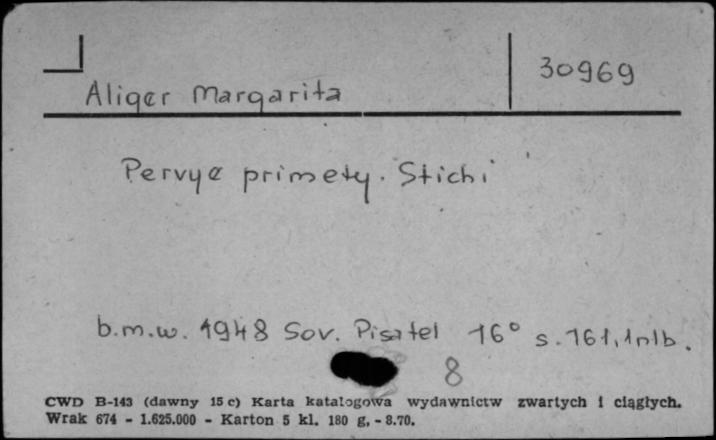 30969
Aliger Margarita
Pervye primety. Stichi
b.m.w. 1948 Sov. Pisatel 16° s. 161, 1nlb.
8
CWD B-143 (dawny 15 c) Karta katalogowa wydawnictw zwartych i ciągłych.
Wrak 674 - 1.625.000 - Karton 5 kl. 180 g. - 8.70.